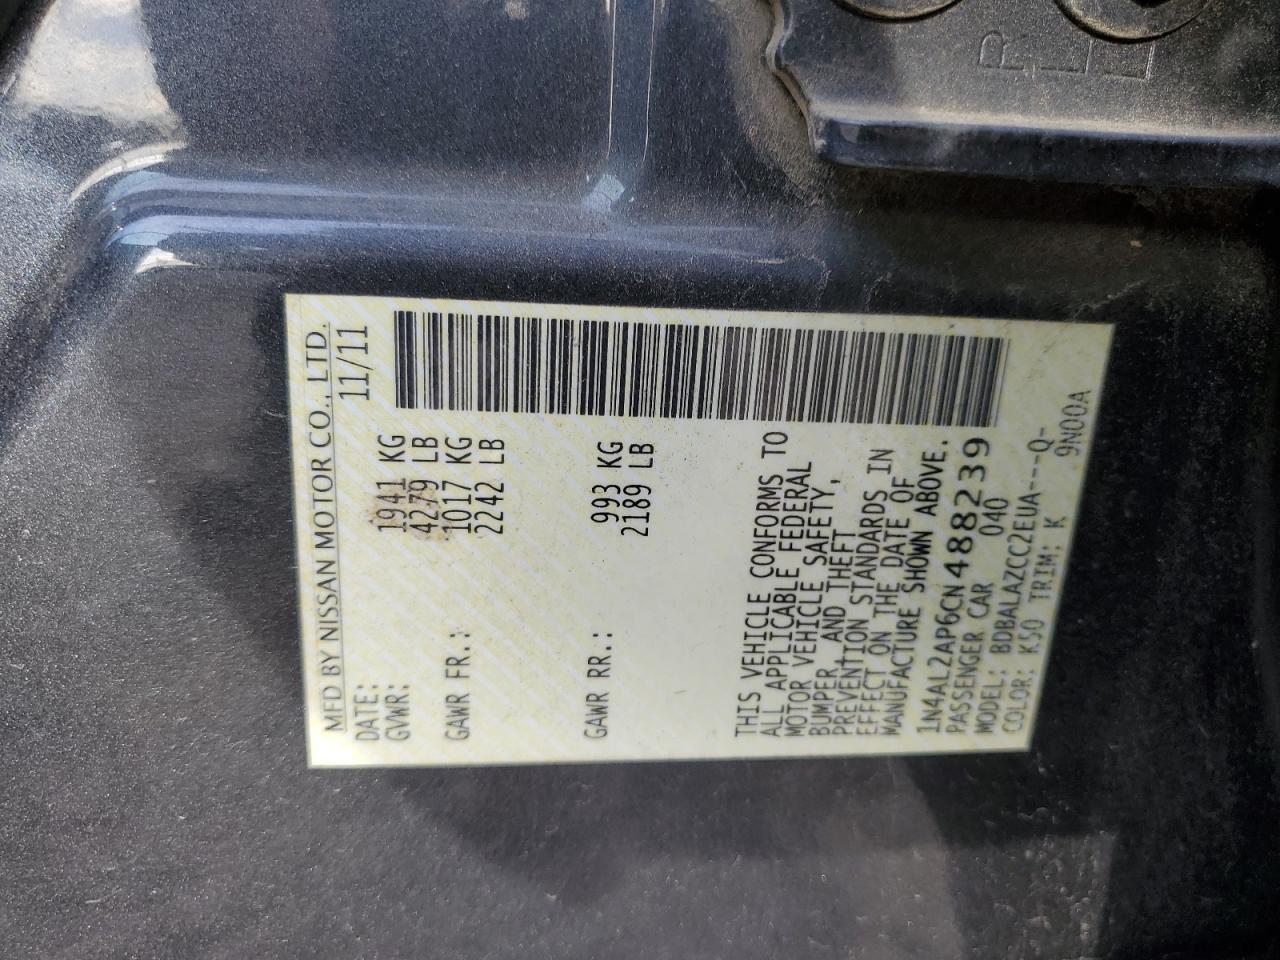 MFD BY NISSAN MOTOR CO., LTD.
DATE: 11/11
GVWR: 1941 KG
4279 LB
GAWR FR.: 1017 KG
2242 LB
GAWR RR.: 993 KG
2189 LB
THIS VEHICLE CONFORMS TO
ALL APPLICABLE FEDERAL
MOTOR VEHICLE SAFETY,
BUMPER, AND THEFT
PREVENTION STANDARDS IN
EFFECT ON THE DATE OF
MANUFACTURE SHOWN ABOVE.
1N4AL2AP6CN488239
PASSENGER CAR 040
MODEL: BDBALAZCC2EUA---Q-
COLOR: K50 TRIM: K 9N00A